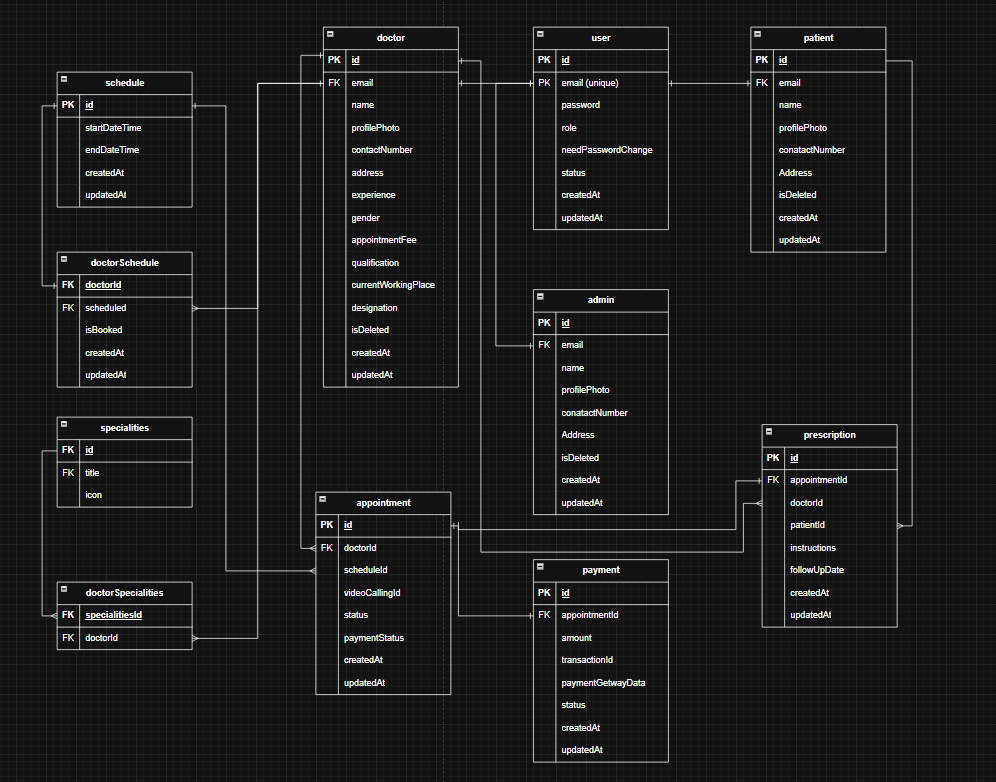 doctor
PK id
FK email
name
profilePhoto
contactNumber
address
experience
gender
appointmentFee
qualification
currentWorkingPlace
designation
isDeleted
createdAt
updatedAt
user
PK id
PK email (unique)
password
role
needPasswordChange
status
createdAt
updatedAt
patient
PK id
FK email
name
profilePhoto
conatactNumber
Address
isDeleted
createdAt
updatedAt
schedule
PK id
startDateTime
endDateTime
createdAt
updatedAt
doctorSchedule
FK doctorId
FK scheduled
isBooked
createdAt
updatedAt
admin
PK id
FK email
name
profilePhoto
conatactNumber
Address
isDeleted
createdAt
updatedAt
specialities
FK id
FK title
icon
prescription
PK id
FK appointmentId
doctorId
patientId
instructions
followUpDate
createdAt
updatedAt
appointment
PK id
FK doctorId
scheduleId
videoCallingId
status
paymentStatus
createdAt
updatedAt
payment
PK id
FK appointmentId
amount
transactionId
paymentGetwayData
status
createdAt
updatedAt
doctorSpecialities
FK specialitiesId
FK doctorId